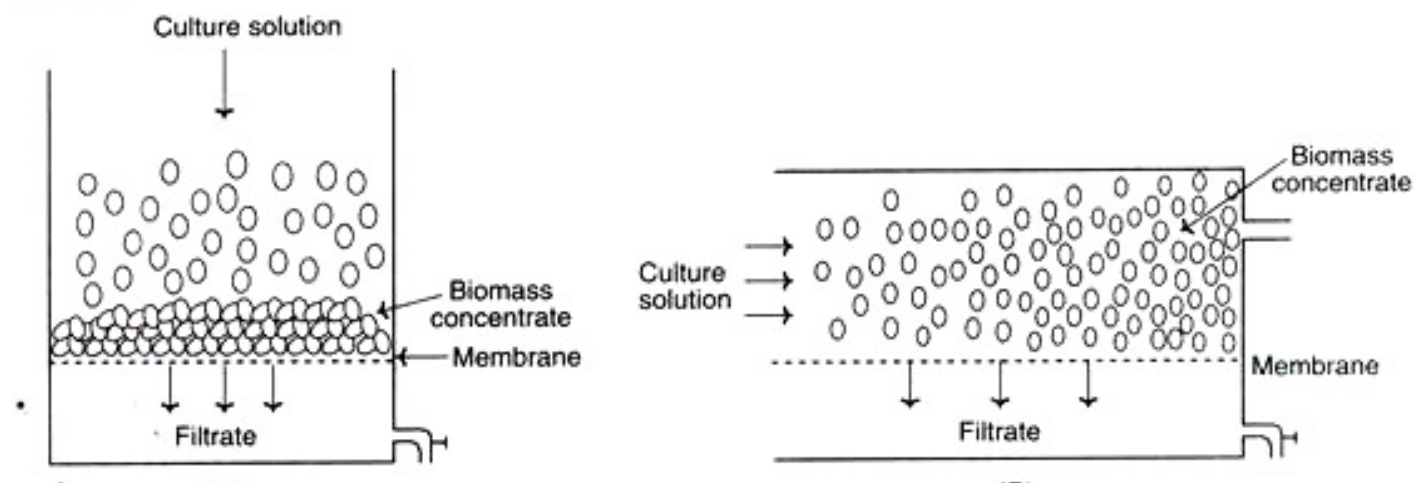 Culture solution
Biomass
concentrate
Membrane
Filtrate
Culture
solution
Biomass
concentrate
Membrane
Filtrate